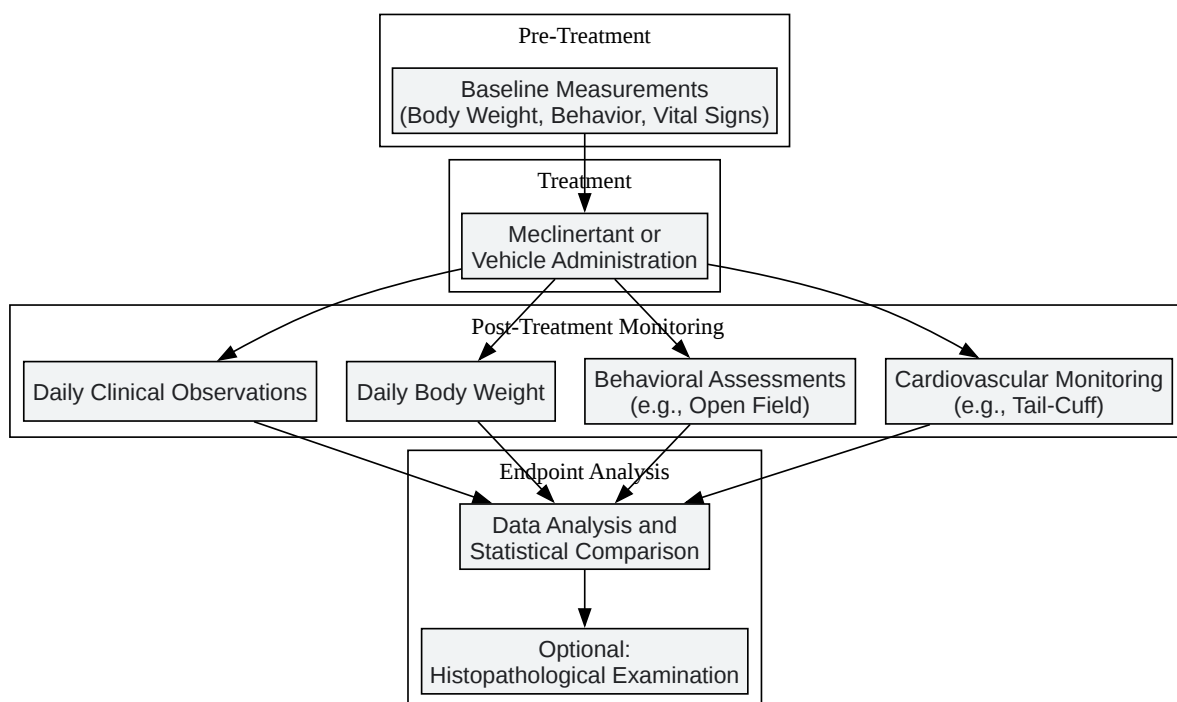 Pre-Treatment
Baseline Measurements
(Body Weight, Behavior, Vital Signs)
Treatment
Meclinertant or
Vehicle Administration
Post-Treatment Monitoring
Daily Clinical Observations
Daily Body Weight
Behavioral Assessments
(e.g., Open Field)
Cardiovascular Monitoring
(e.g., Tail-Cuff)
Endpoint Analysis
Data Analysis and
Statistical Comparison
Optional:
Histopathological Examination